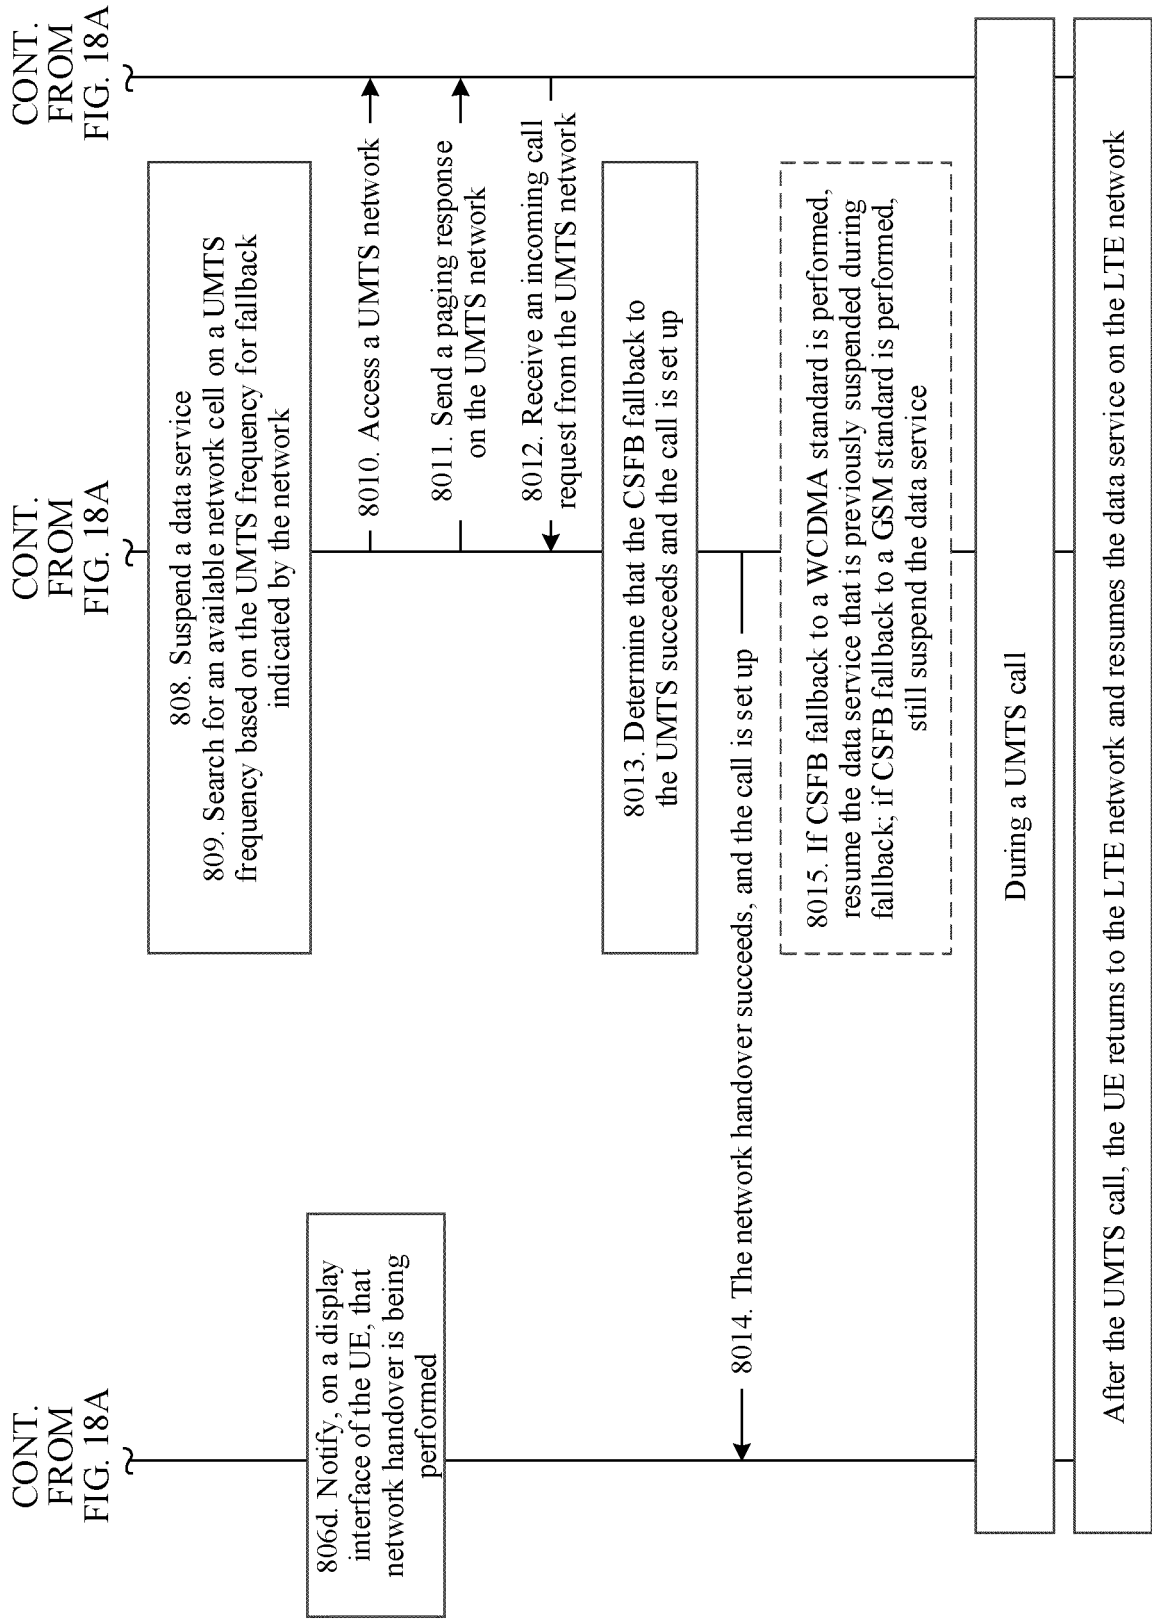 CONT.
FROM
FIG. 18A
CONT.
FROM
FIG. 18A
CONT.
FROM
FIG. 18A
808. Suspend a data service
809. Search for an available network cell on a UMTS
frequency based on the UMTS frequency for fallback
indicated by the network
806d. Notify, on a display
interface of the UE, that
network handover is being
performed
8010. Access a UMTS network
8011. Send a paging response
on the UMTS network
8012. Receive an incoming call
request from the UMTS network
8013. Determine that the CSFB fallback to
the UMTS succeeds and the call is set up
8014. The network handover succeeds, and the call is set up
8015. If CSFB fallback to a WCDMA standard is performed,
resume the data service that is previously suspended during
fallback; if CSFB fallback to a GSM standard is performed,
still suspend the data service
During a UMTS call
After the UMTS call, the UE returns to the LTE network and resumes the data service on the LTE network